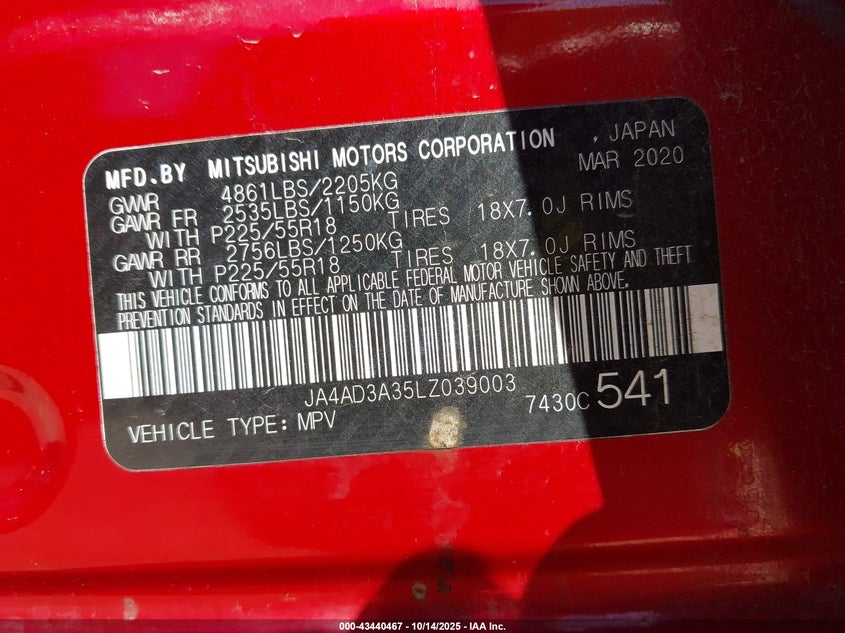 MFD.BY MITSUBISHI MOTORS CORPORATION , JAPAN
MAR 2020
GVWR 4861LBS/2205KG
GAWR FR 2535LBS/1150KG
WITH P225/55R18 TIRES 18X7.0J RIMS
GAWR RR 2756LBS/1250KG
WITH P225/55R18 TIRES 18X7.0J RIMS
THIS VEHICLE CONFORMS TO ALL APPLICABLE FEDERAL MOTOR VEHICLE SAFETY AND THEFT
PREVENTION STANDARDS IN EFFECT ON THE DATE OF MANUFACTURE SHOWN ABOVE.
JA4AD3A35LZ039003
7430C 541
VEHICLE TYPE: MPV
000-43440467 - 10/14/2025 - IAA Inc.